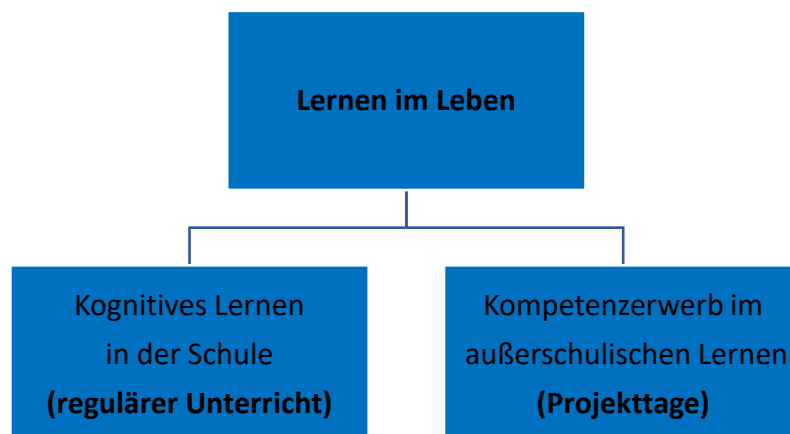 Lernen im Leben
Kognitives Lernen
in der Schule
(regulärer Unterricht)
Kompetenzerwerb im
außerschulischen Lernen
(Projekttage)